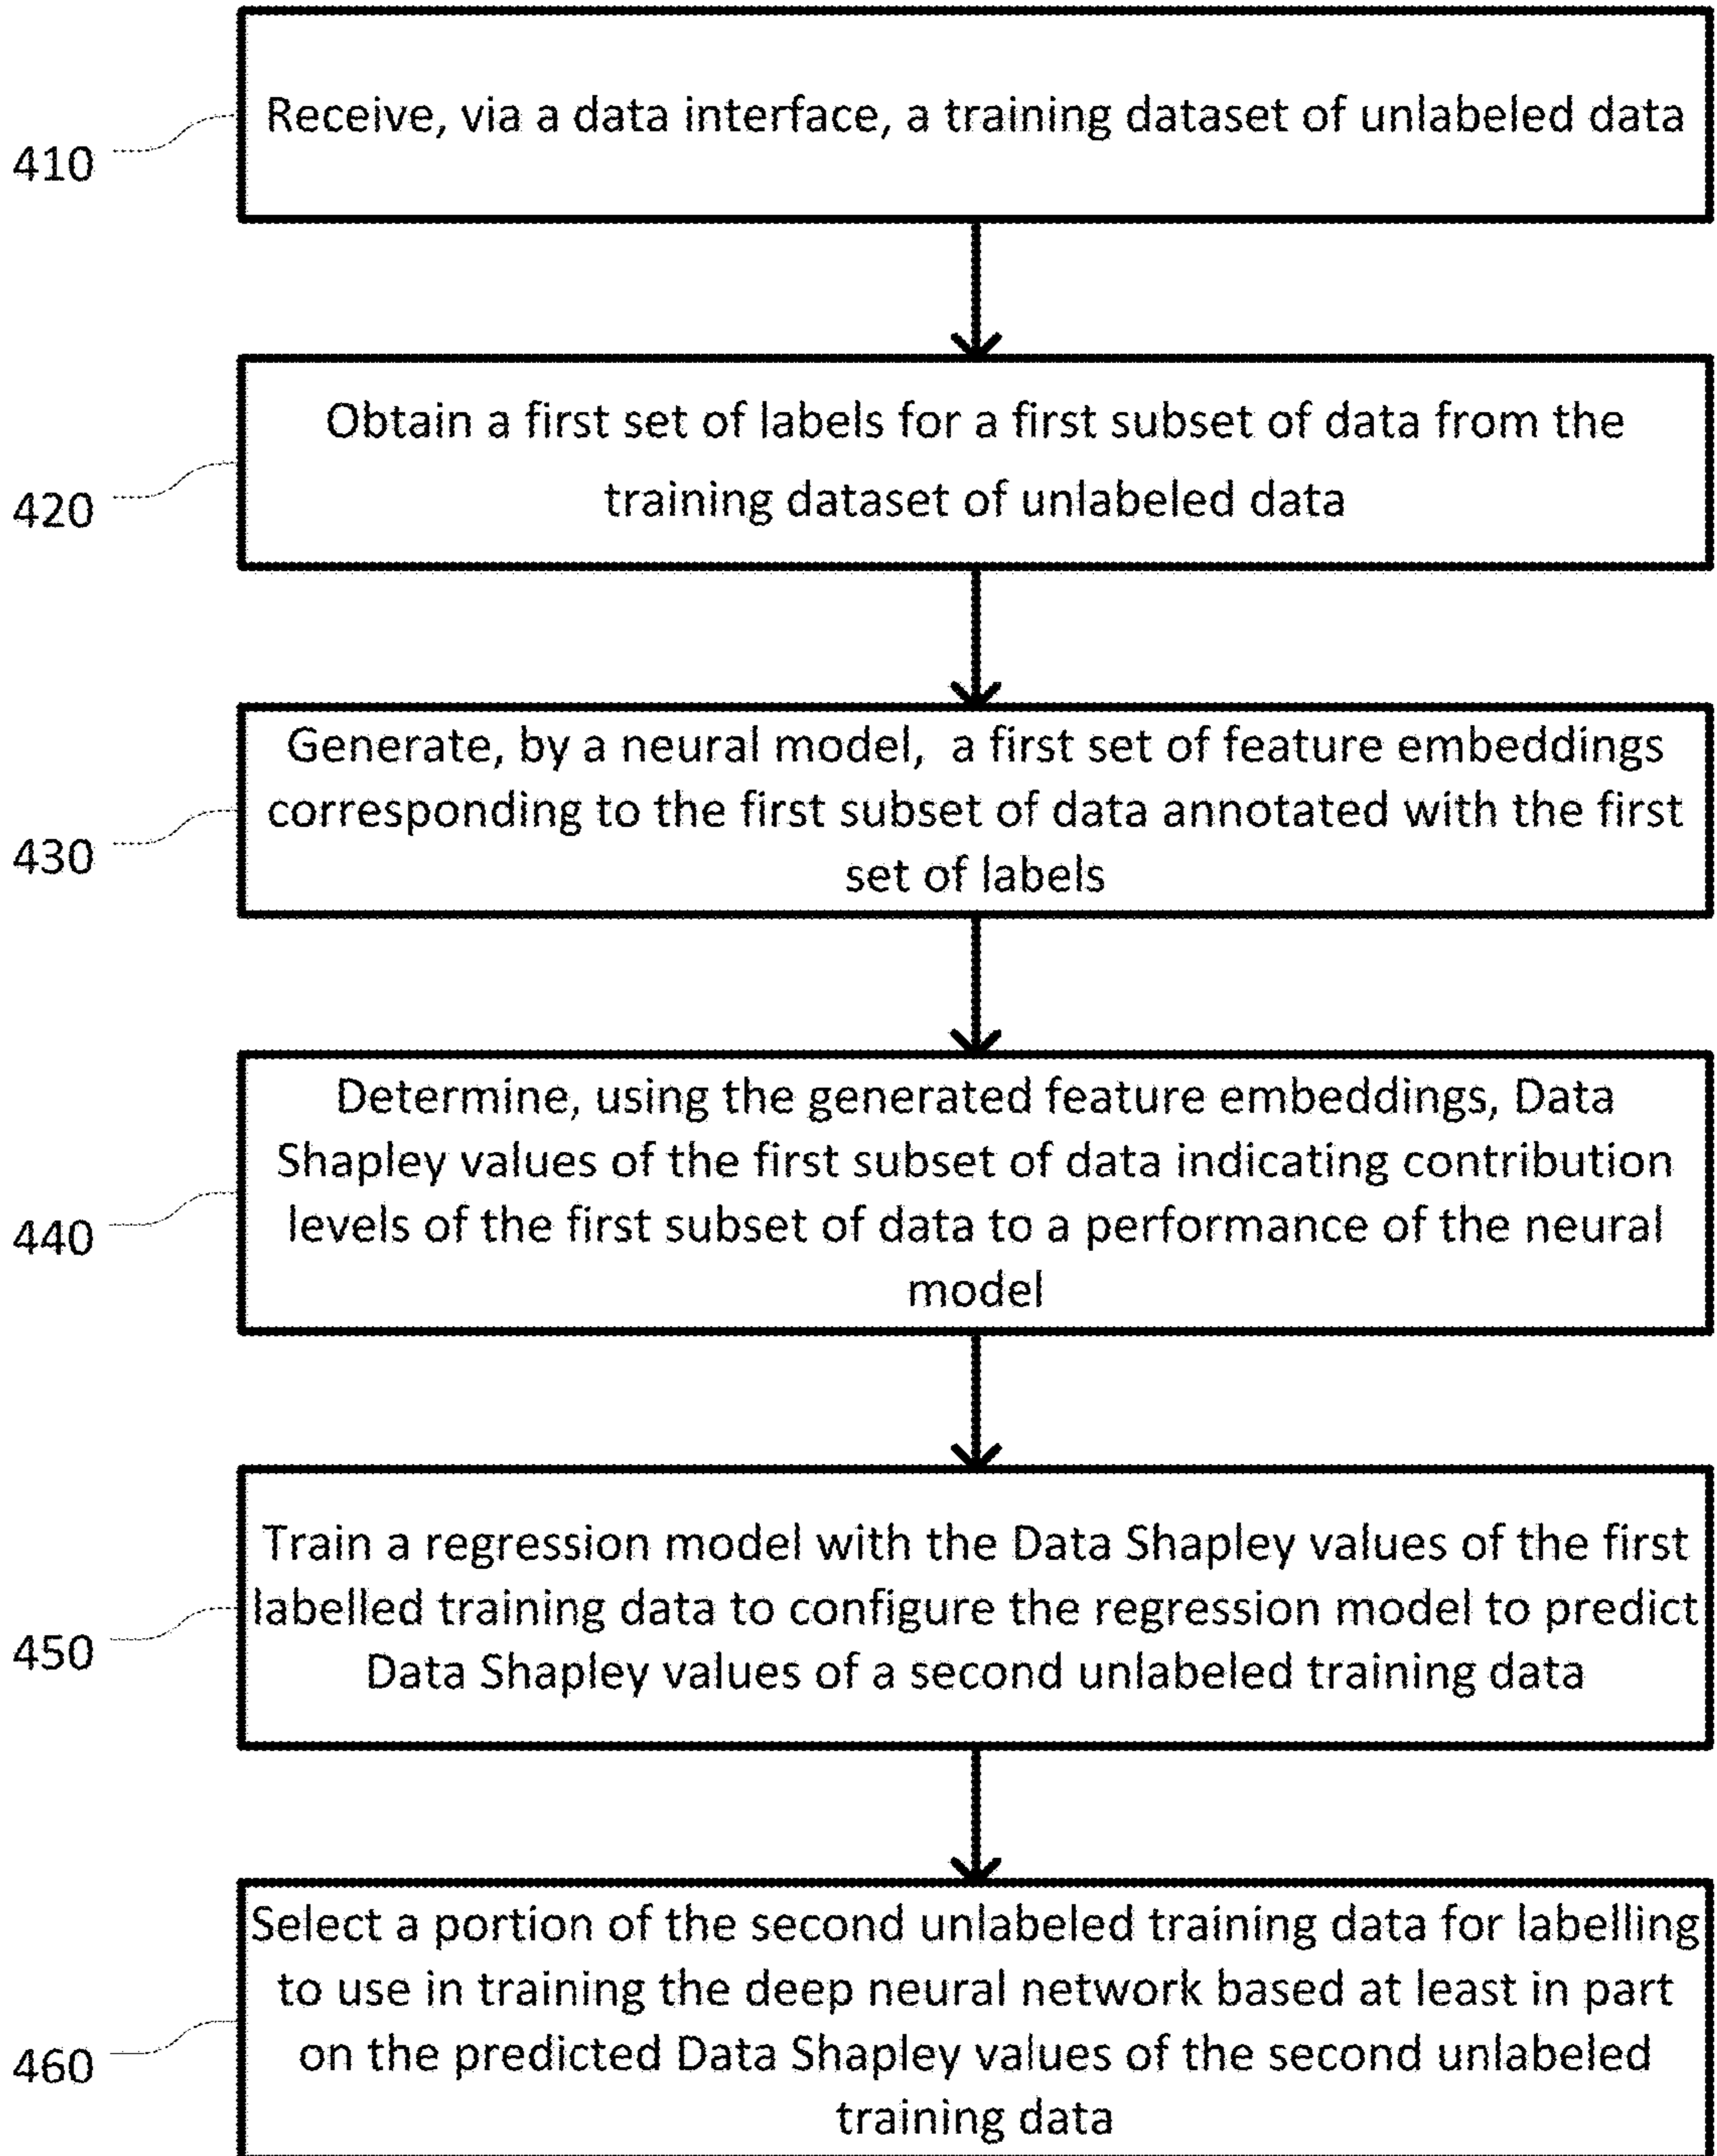 Receive, via a data interface, a training dataset of unlabeled data
410
Obtain a first set of labels for a first subset of data from the
training dataset of unlabeled data
420
Generate, by a neural model, a first set of feature embeddings
corresponding to the first subset of data annotated with the first
set of labels
430
Determine, using the generated feature embeddings, Data
Shapley values of the first subset of data indicating contribution
levels of the first subset of data to a performance of the neural
model
440
Train a regression model with the Data Shapley values of the first
labelled training data to configure the regression model to predict
Data Shapley values of a second unlabeled training data
450
Select a portion of the second unlabeled training data for labelling
to use in training the deep neural network based at least in part
on the predicted Data Shapley values of the second unlabeled
training data
460